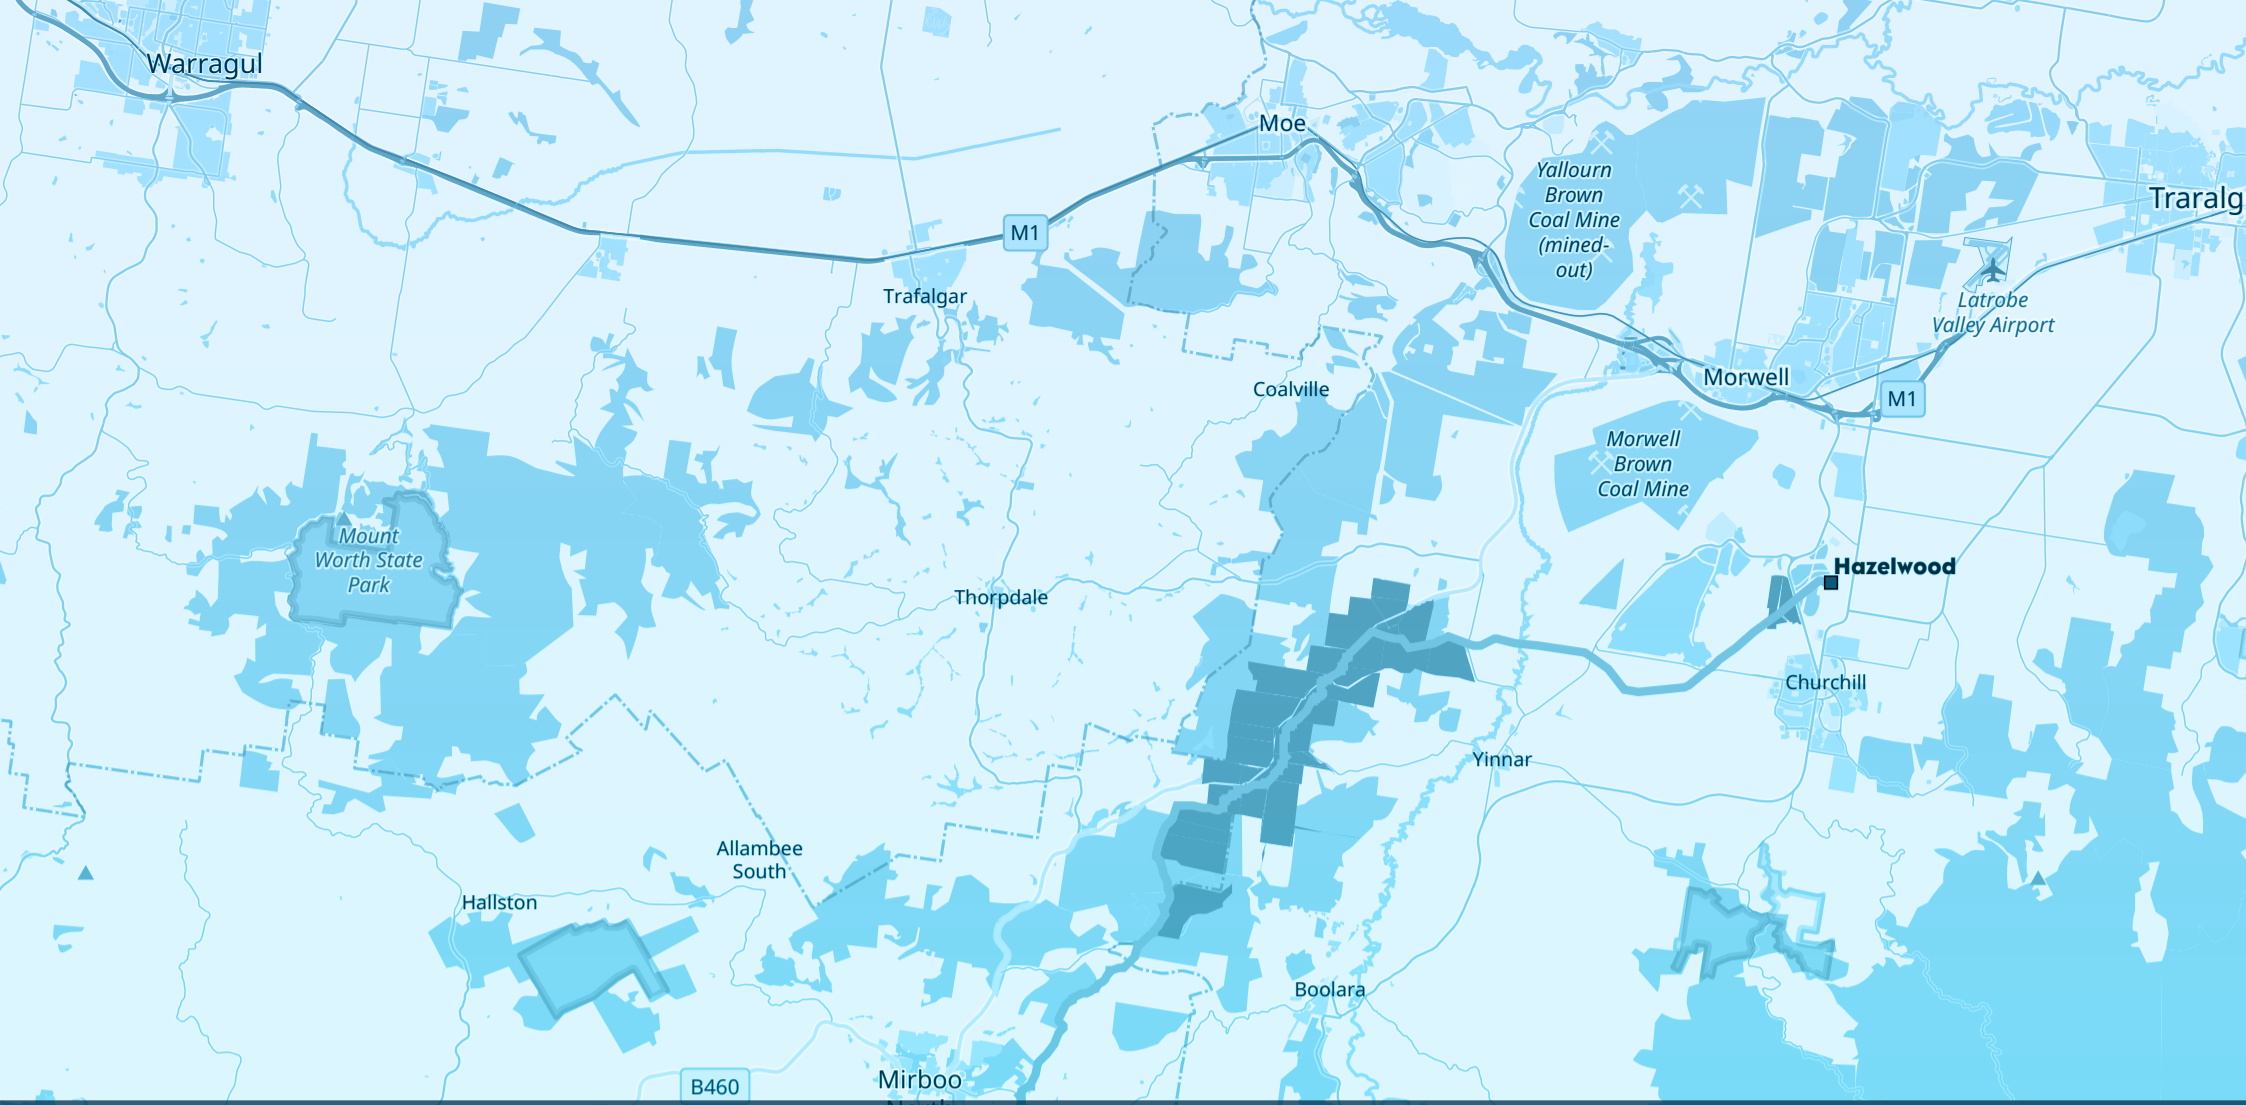 Warragul
Moe
Yallourn
Brown
Coal Mine
(mined-
out)
Traralg
M1
Trafalgar
Latrobe
Valley Airport
Coalville
Morwell
M1
Morwell
Brown
Coal Mine
Mount
Worth State
Park
Hazelwood
Thorpdale
Churchill
Yinnar
Allambee
South
Hallston
Boolara
Mirboo
B460